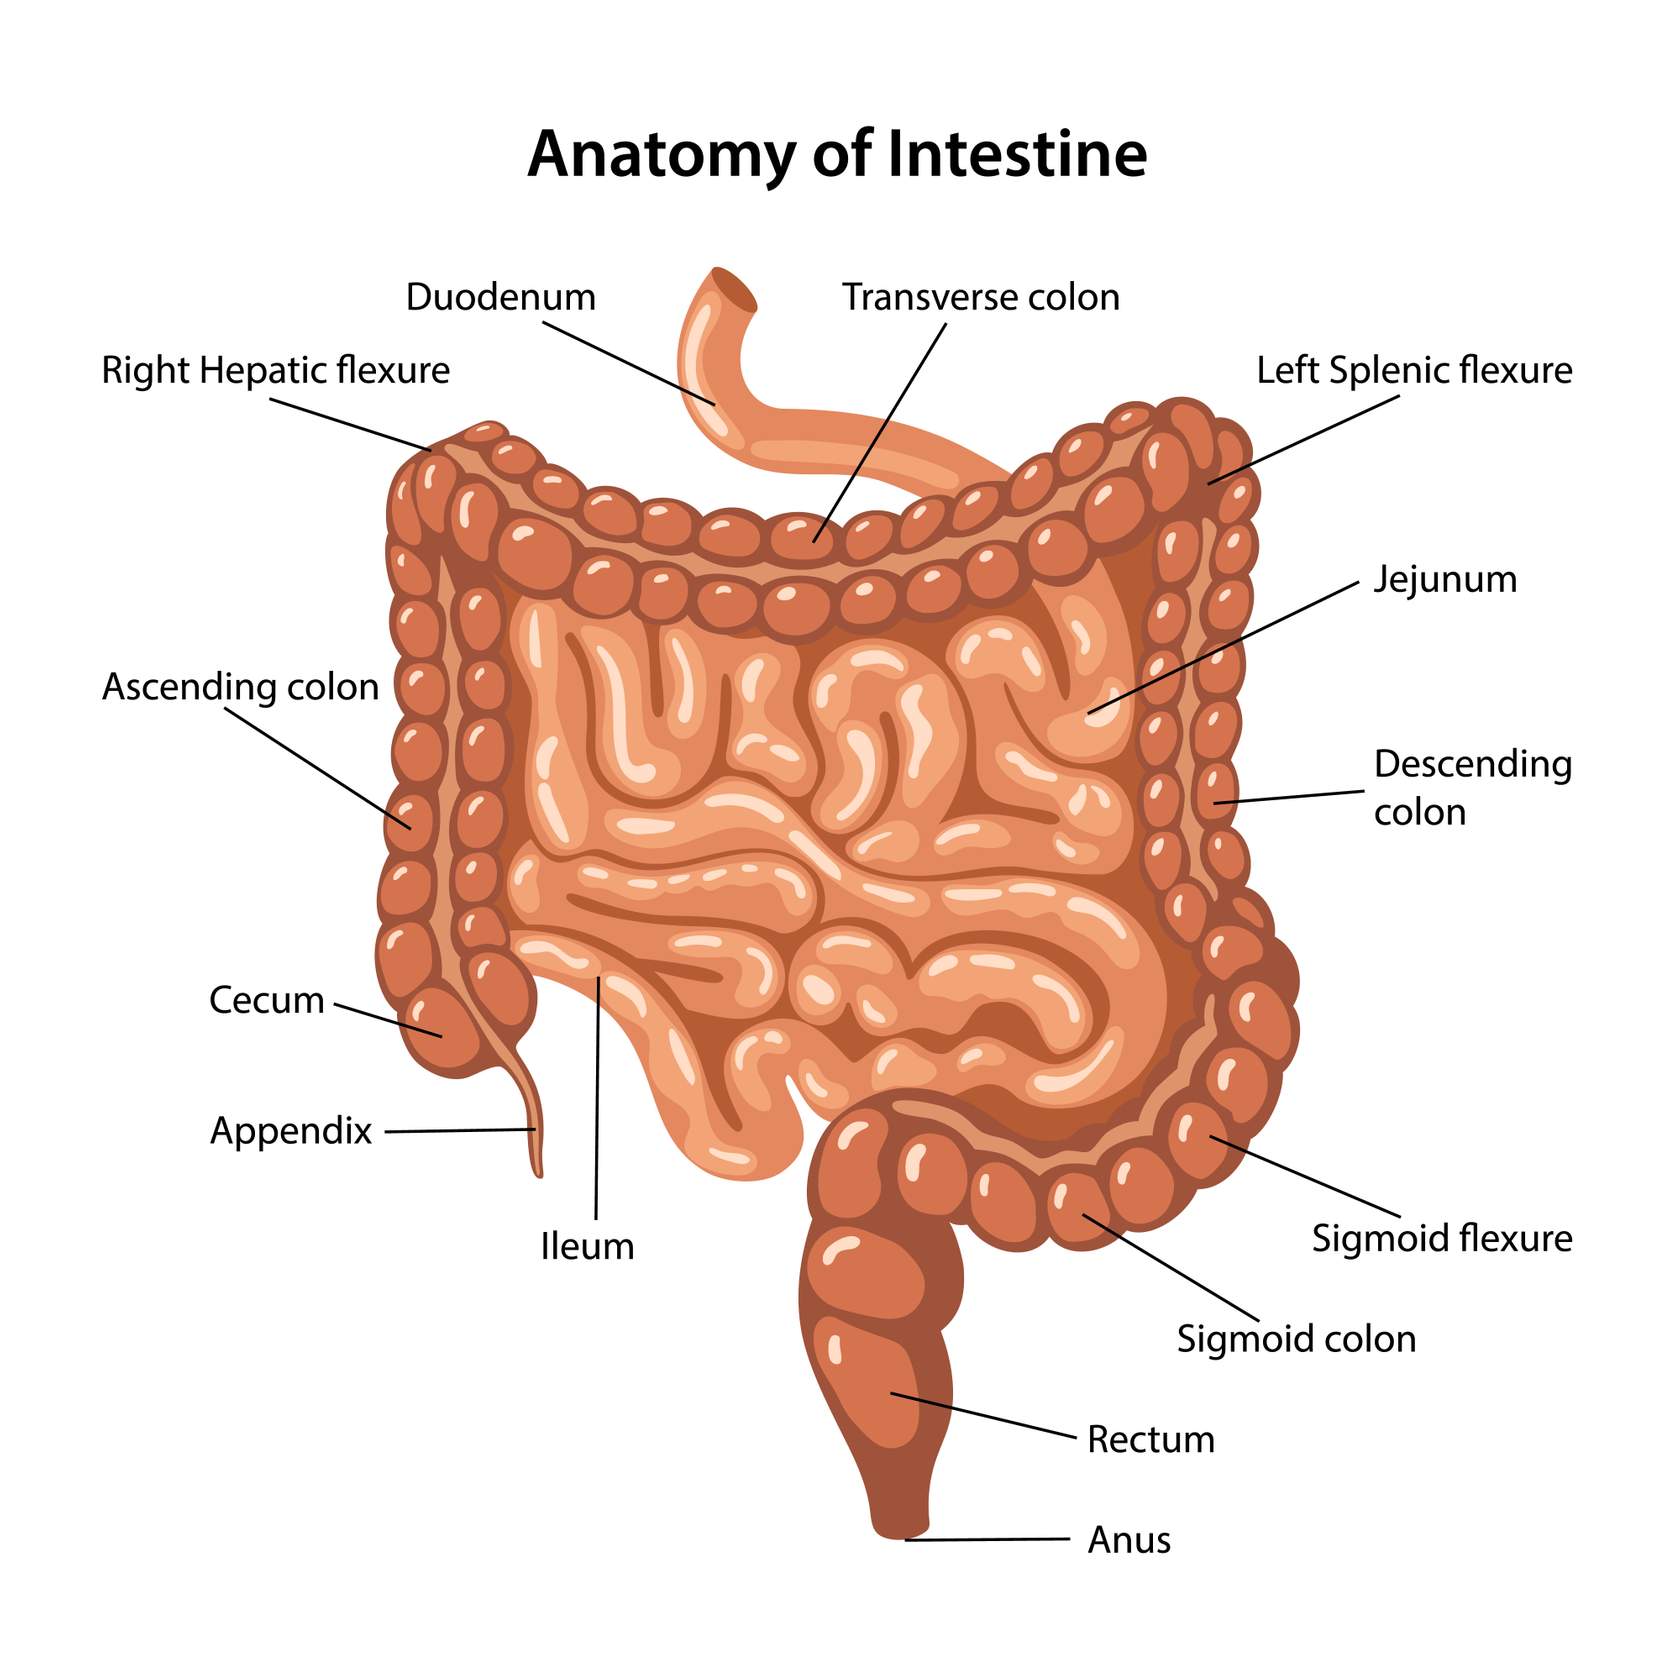 Anatomy of Intestine
Duodenum
Transverse colon
Right Hepatic flexure
Left Splenic flexure
Jejunum
Ascending colon
Descending
colon
Cecum
Appendix
Ileum
Sigmoid flexure
Sigmoid colon
Rectum
Anus